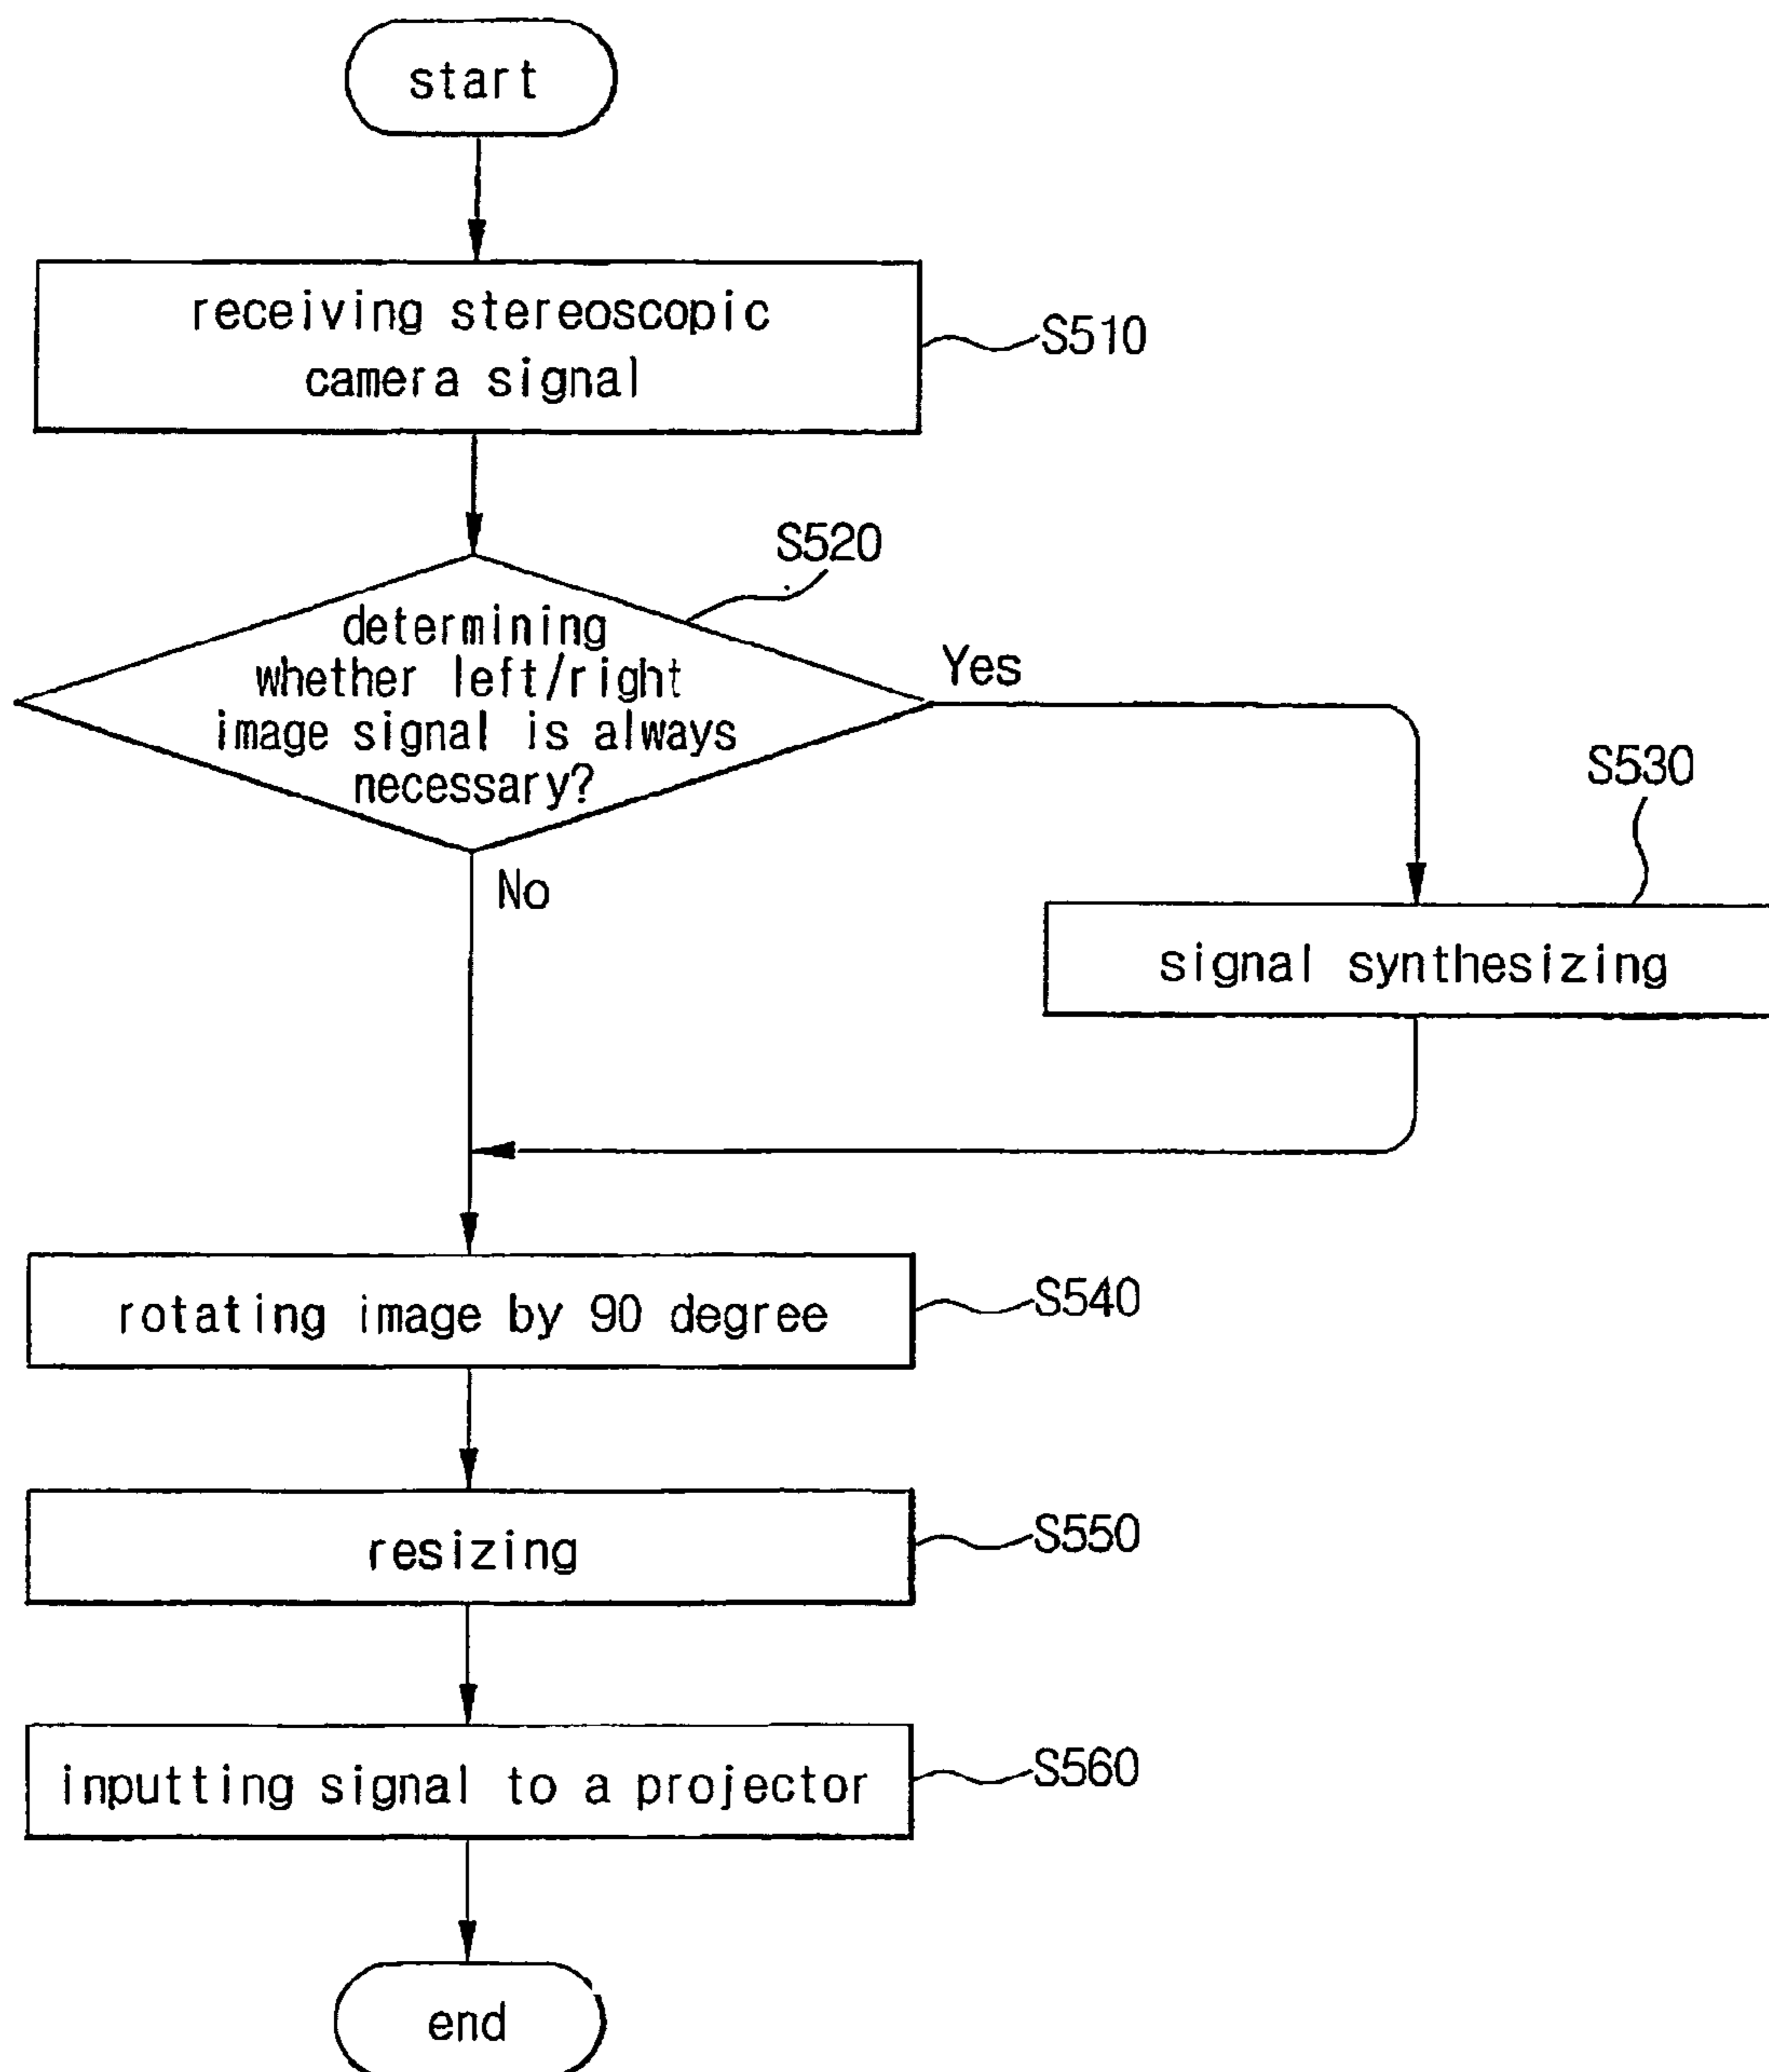 start
receiving stereoscopic
camera signal
S510
S520
determining
whether left/right
image signal is always
necessary?
Yes
No
S530
signal synthesizing
rotating image by 90 degree
S540
resizing
S550
inputting signal to a projector
S560
end